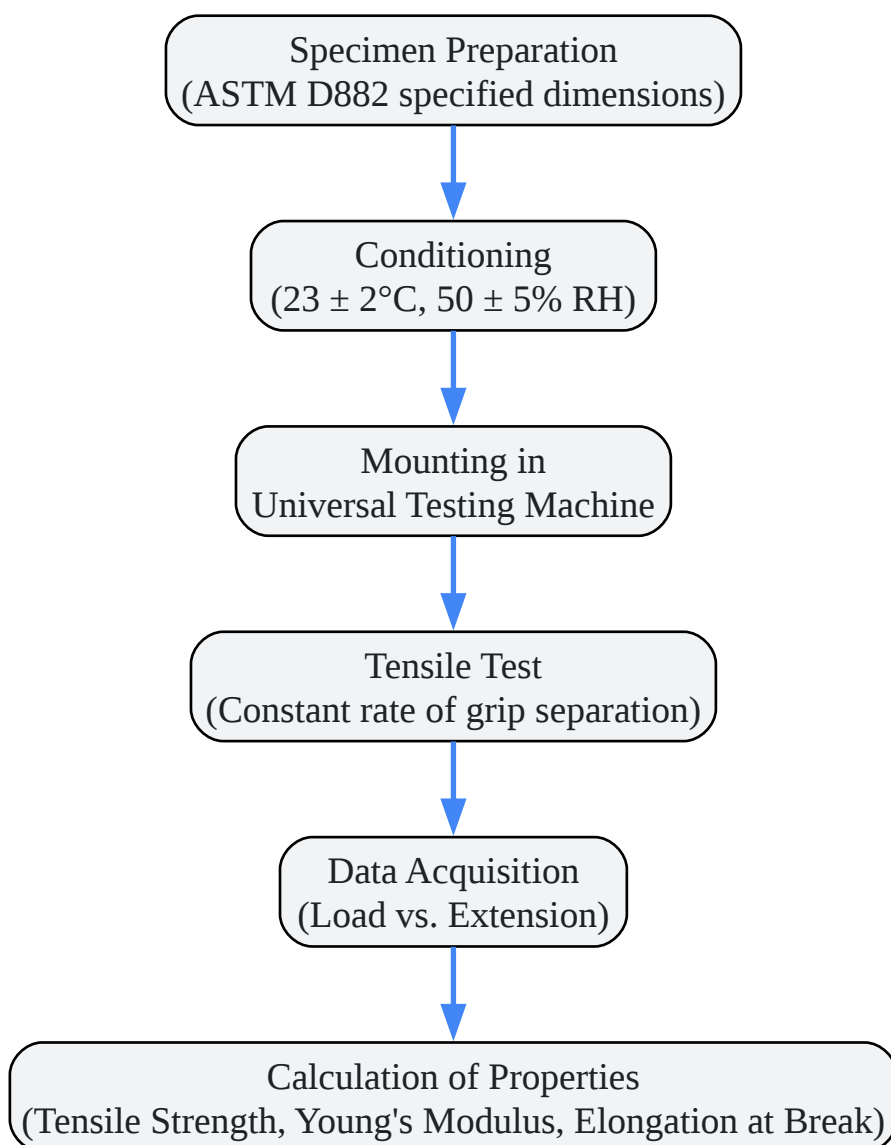 Specimen Preparation
(ASTM D882 specified dimensions)
Conditioning
(23 ± 2°C, 50 ± 5% RH)
Mounting in
Universal Testing Machine
Tensile Test
(Constant rate of grip separation)
Data Acquisition
(Load vs. Extension)
Calculation of Properties
(Tensile Strength, Young's Modulus, Elongation at Break)